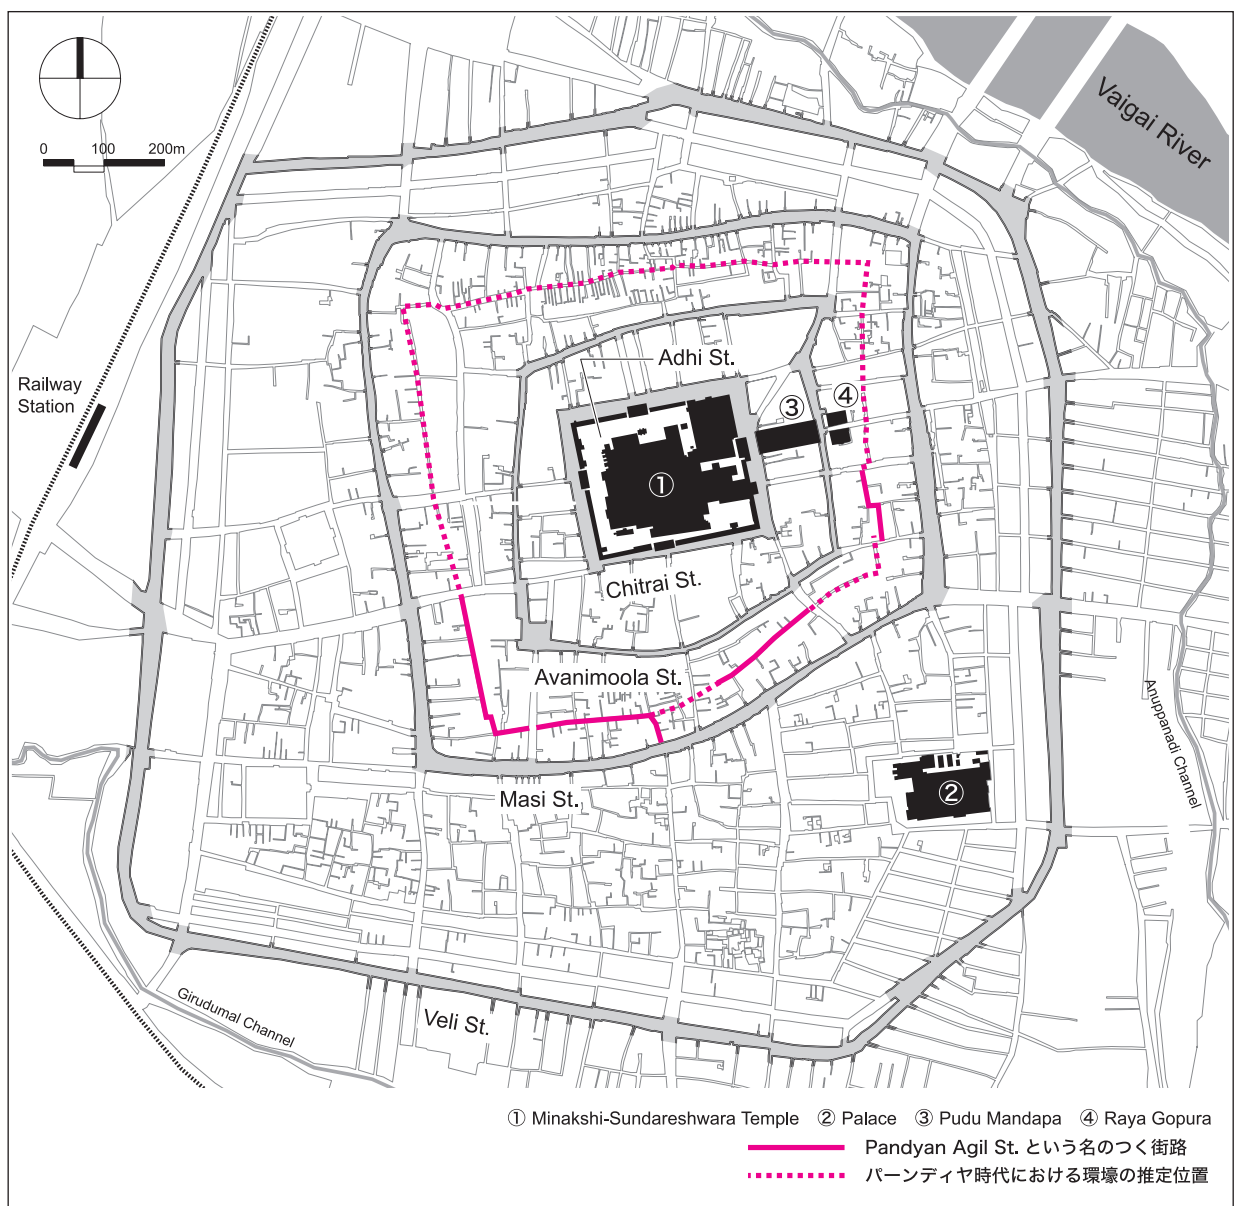 0 100 200m
Vaigai River
Railway
Station
Adhi St.
④
③
①
Chitrai St.
Avanimoola St.
Anuppanadi Channel
②
Masi St.
Girudumal Channel
Veli St.
① Minakshi-Sundareshwara Temple ② Palace ③ Pudu Mandapa ④ Raya Gopura
Pandyan Agil St. という名のつく街路
パーンディヤ時代における環壕の推定位置